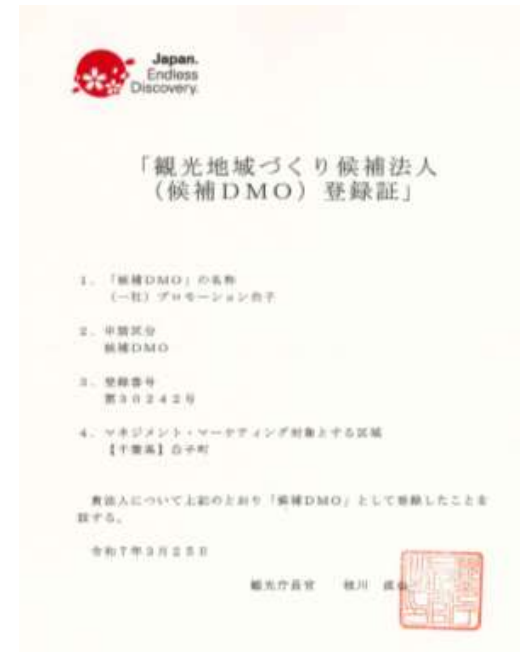 Japan.
Endless
Discovery.
「観光地域づくり候補法人
(候補DMO) 登録証」
1. 「候補DMO」の名称
(一社) プロモーション白子
2. 申請区分
候補DMO
3. 登録番号
第30242号
4. マネジメント・マーケティング対象とする区域
【千葉県】白子町
貴法人について上記のとおり「候補DMO」として登録したことを
証する。
令和7年3月25日
観光庁長官